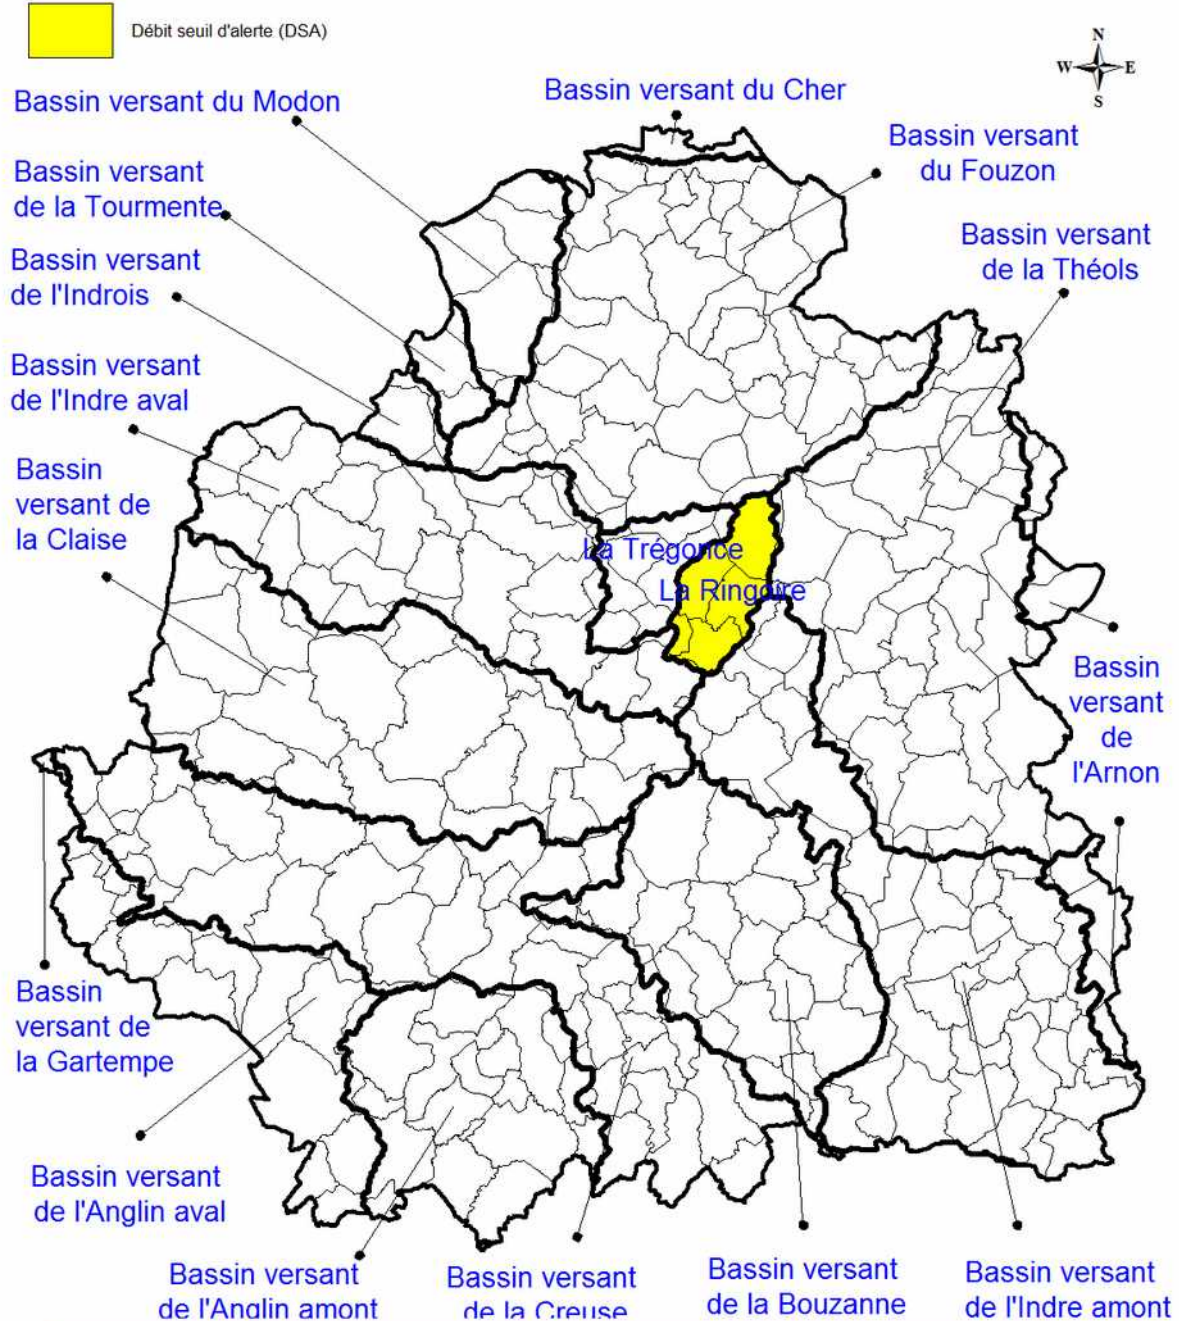 Débit seuil d'alerte (DSA)
N
W
E
S
Bassin versant du Modon
Bassin versant du Cher
Bassin versant
du Fouzon
Bassin versant
de la Tourmente
Bassin versant
de la Théols
Bassin versant
de l'Indrois
Bassin versant
de l'Indre aval
Bassin
versant de
la Claise
La Trégonce
La Ringoire
Bassin
versant
de
l'Arnon
Bassin
versant de
la Gartempe
Bassin versant
de l'Anglin aval
Bassin versant
de l'Anglin amont
Bassin versant
de la Creuse
Bassin versant
de la Bouzanne
Bassin versant
de l'Indre amont